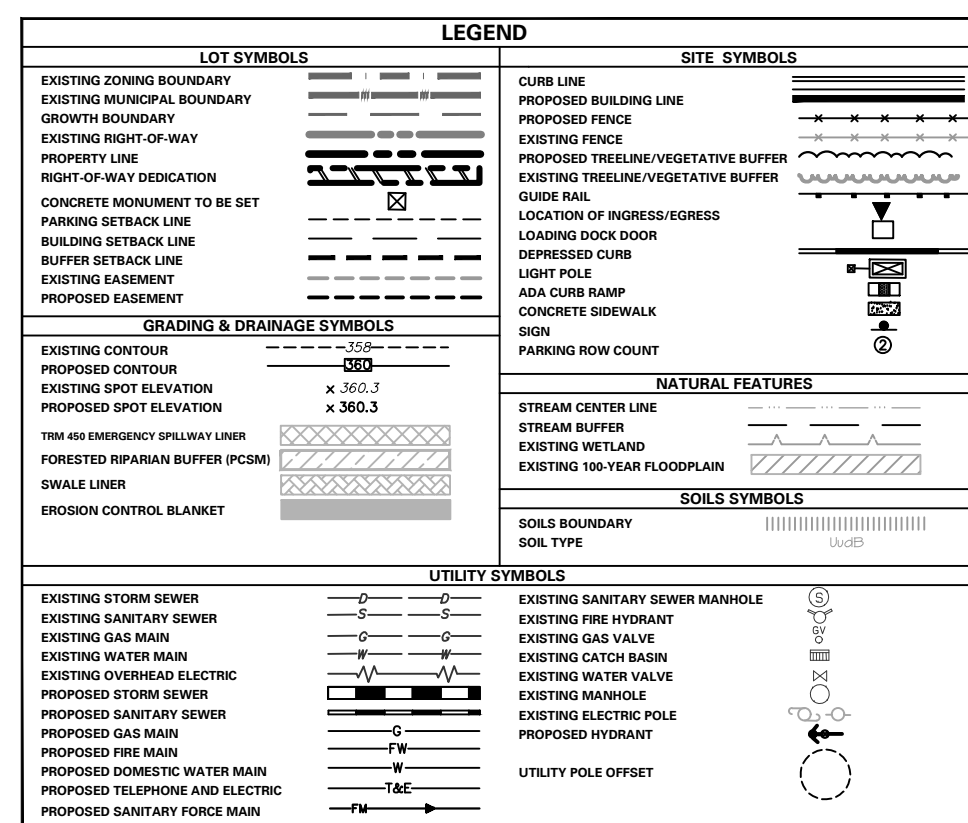 LEGEND
LOT SYMBOLS
EXISTING ZONING BOUNDARY
EXISTING MUNICIPAL BOUNDARY
GROWTH BOUNDARY
EXISTING RIGHT-OF-WAY
PROPERTY LINE
RIGHT-OF-WAY DEDICATION
CONCRETE MONUMENT TO BE SET
PARKING SETBACK LINE
BUILDING SETBACK LINE
BUFFER SETBACK LINE
EXISTING EASEMENT
PROPOSED EASEMENT
GRADING & DRAINAGE SYMBOLS
EXISTING CONTOUR 358
PROPOSED CONTOUR 360
EXISTING SPOT ELEVATION x 360.3
PROPOSED SPOT ELEVATION x 360.3
TRM 450 EMERGENCY SPILLWAY LINER
FORESTED RIPARIAN BUFFER (PCSM)
SWALE LINER
EROSION CONTROL BLANKET
SITE SYMBOLS
CURB LINE
PROPOSED BUILDING LINE
PROPOSED FENCE
EXISTING FENCE
PROPOSED TREELINE/VEGETATIVE BUFFER
EXISTING TREELINE/VEGETATIVE BUFFER
GUIDE RAIL
LOCATION OF INGRESS/EGRESS
LOADING DOCK DOOR
DEPRESSED CURB
LIGHT POLE
ADA CURB RAMP
CONCRETE SIDEWALK
SIGN
PARKING ROW COUNT 2
NATURAL FEATURES
STREAM CENTER LINE
STREAM BUFFER
EXISTING WETLAND
EXISTING 100-YEAR FLOODPLAIN
SOILS SYMBOLS
SOILS BOUNDARY
SOIL TYPE UudB
UTILITY SYMBOLS
EXISTING STORM SEWER D D
EXISTING SANITARY SEWER S S
EXISTING GAS MAIN G G
EXISTING WATER MAIN W W
EXISTING OVERHEAD ELECTRIC
PROPOSED STORM SEWER
PROPOSED SANITARY SEWER
PROPOSED GAS MAIN G
PROPOSED FIRE MAIN FW
PROPOSED DOMESTIC WATER MAIN W
PROPOSED TELEPHONE AND ELECTRIC T&E
PROPOSED SANITARY FORCE MAIN FM
EXISTING SANITARY SEWER MANHOLE S
EXISTING FIRE HYDRANT
EXISTING GAS VALVE GV
EXISTING CATCH BASIN
EXISTING WATER VALVE
EXISTING MANHOLE
EXISTING ELECTRIC POLE
PROPOSED HYDRANT
UTILITY POLE OFFSET